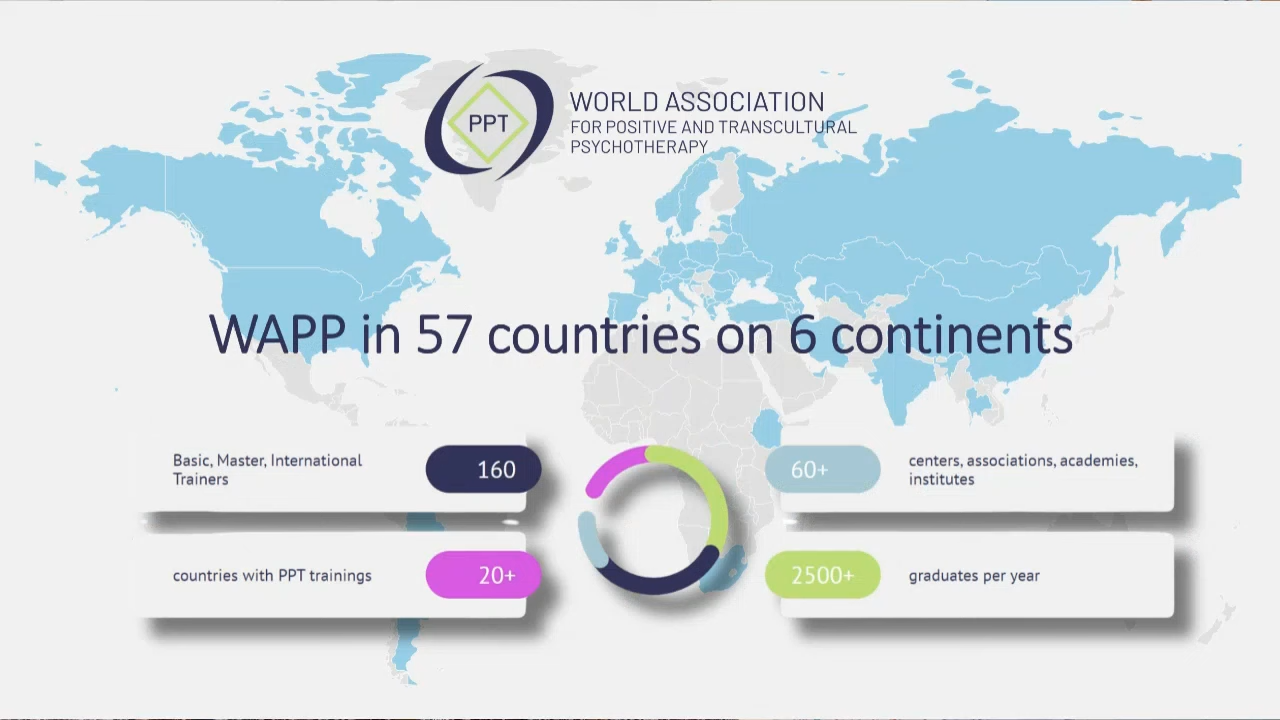 PPT
WORLD ASSOCIATION
FOR POSITIVE AND TRANSCULTURAL
PSYCHOTHERAPY
WAPP in 57 countries on 6 continents
Basic, Master, International
Trainers
160
60+
centers, associations, academies,
institutes
countries with PPT trainings
20+
2500+
graduates per year